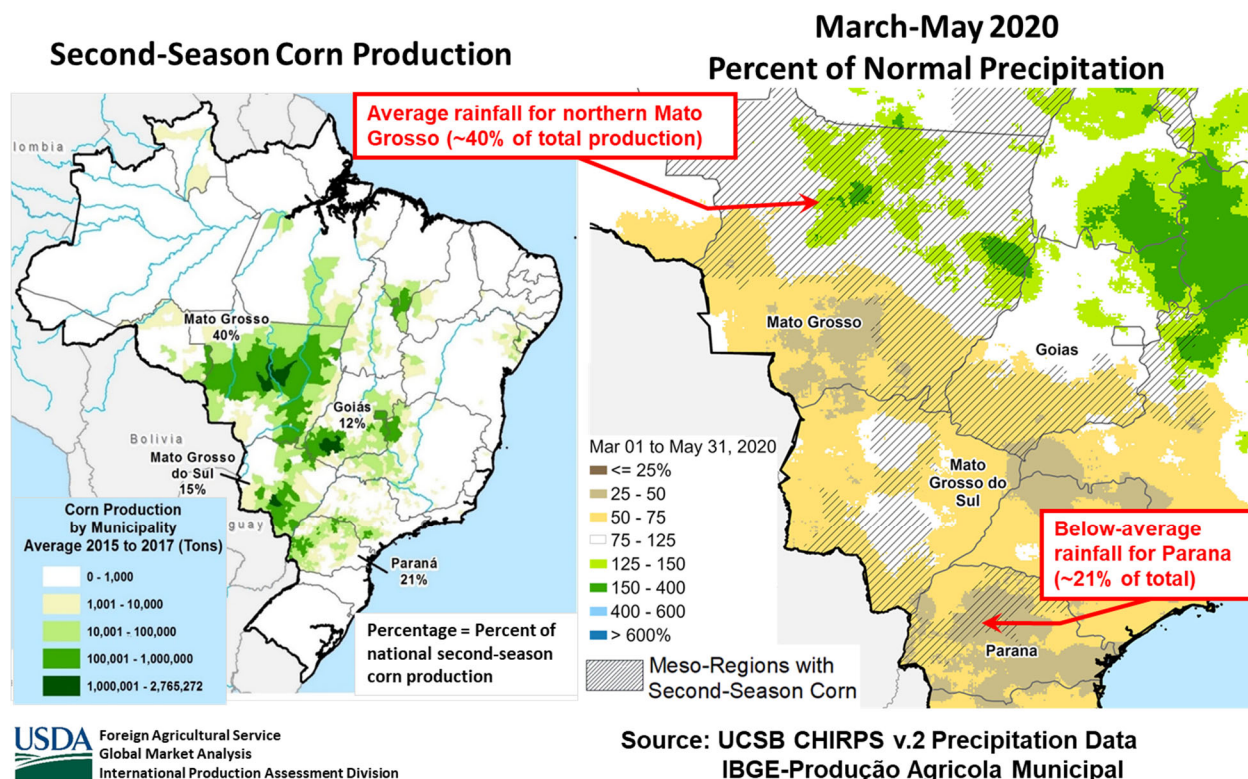 Second-Season Corn Production
March-May 2020
Percent of Normal Precipitation
Average rainfall for northern Mato
Grosso (~40% of total production)
lombia
Mato Grosso
40%
Goiás
12%
Bolivia
Mato Grosso
do Sul
15%
guay
Paraná
21%
Corn Production
by Municipality
Average 2015 to 2017 (Tons)
0 - 1,000
1,001 - 10,000
10,001 - 100,000
100,001 - 1,000,000
1,000,001 - 2,765,272
Percentage = Percent of
national second-season
corn production
Mato Grosso
Goias
Mato
Grosso do
Sul
Parana
Mar 01 to May 31, 2020
<= 25%
25 - 50
50 - 75
75 - 125
125 - 150
150 - 400
400 - 600
> 600%
Meso-Regions with
Second-Season Corn
Below-average
rainfall for Parana
(~21% of total)
USDA
Foreign Agricultural Service
Global Market Analysis
International Production Assessment Division
Source: UCSB CHIRPS v.2 Precipitation Data
IBGE-Produção Agricola Municipal